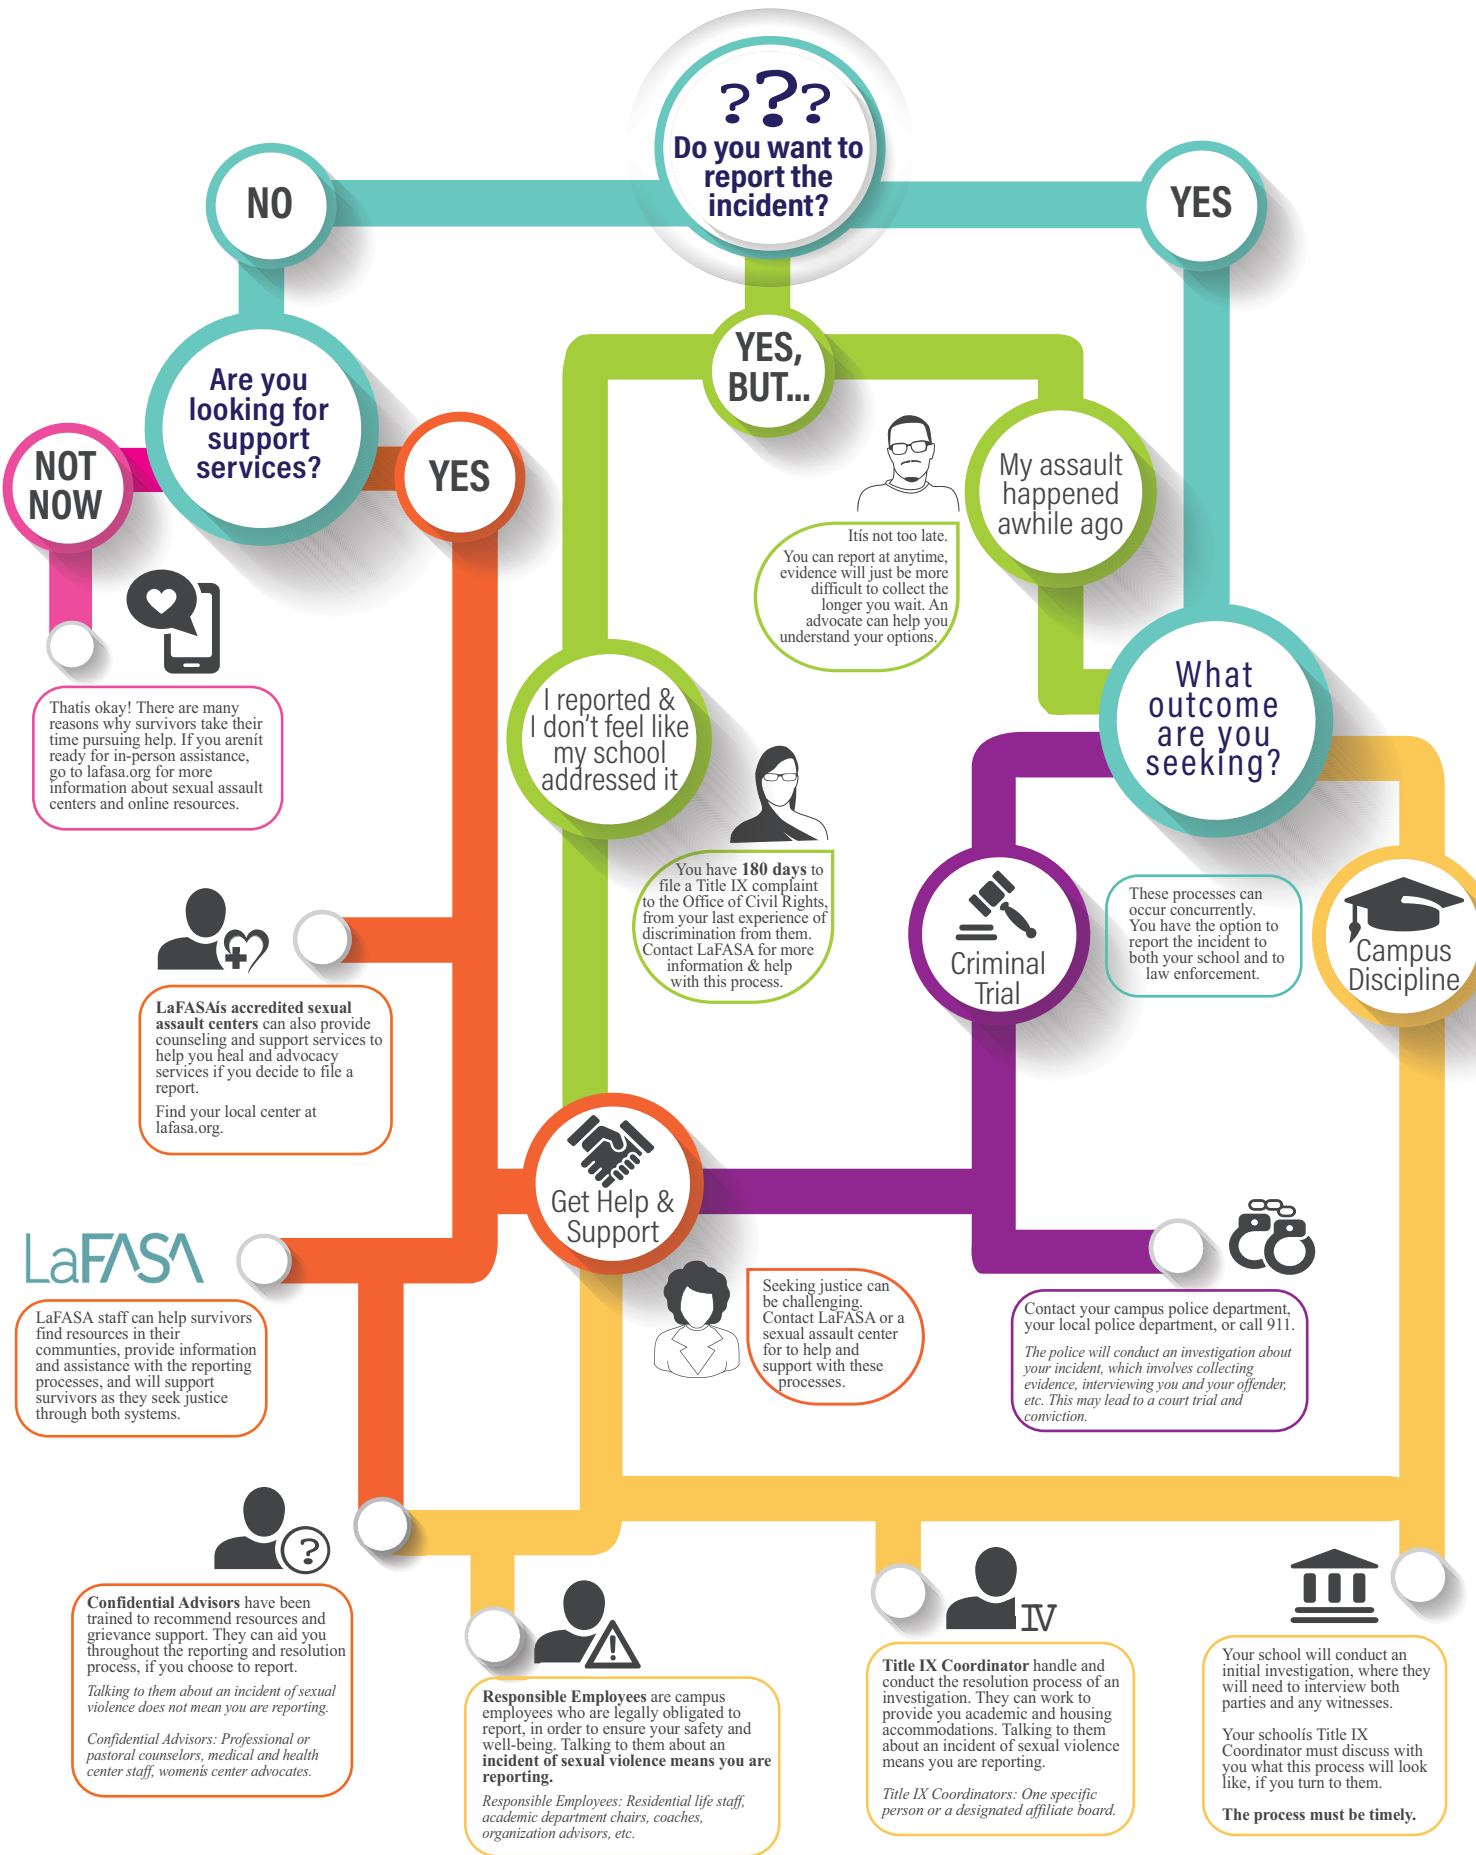 ???
Do you want to
report the
incident?
NO
YES
YES,
BUT...
Are you
looking for
support
services?
NOT
NOW
YES
My assault
happened
awhile ago
Itís not too late.
You can report at anytime,
evidence will just be more
difficult to collect the
longer you wait. An
advocate can help you
understand your options.
Thatís okay! There are many
reasons why survivors take their
time pursuing help. If you arenít
ready for in-person assistance,
go to lafasa.org for more
information about sexual assault
centers and online resources.
I reported &
I don't feel like
my school
addressed it
What
outcome
are you
seeking?
You have 180 days to
file a Title IX complaint
to the Office of Civil Rights,
from your last experience of
discrimination from them.
Contact LaFASA for more
information & help
with this process.
Criminal
Trial
These processes can
occur concurrently.
You have the option to
report the incident to
both your school and to
law enforcement.
Campus
Discipline
LaFASAís accredited sexual
assault centers can also provide
counseling and support services to
help you heal and advocacy
services if you decide to file a
report.
Find your local center at
lafasa.org.
Get Help &
Support
LaFASA
LaFASA staff can help survivors
find resources in their
communties, provide information
and assistance with the reporting
processes, and will support
survivors as they seek justice
through both systems.
Seeking justice can
be challenging.
Contact LaFASA or a
sexual assault center
for to help and
support with these
processes.
Contact your campus police department,
your local police department, or call 911.
The police will conduct an investigation about
your incident, which involves collecting
evidence, interviewing you and your offender,
etc. This may lead to a court trial and
conviction.
?
Confidential Advisors have been
trained to recommend resources and
grievance support. They can aid you
throughout the reporting and resolution
process, if you choose to report.
Talking to them about an incident of sexual
violence does not mean you are reporting.
Confidential Advisors: Professional or
pastoral counselors, medical and health
center staff, womenís center advocates.
!
Responsible Employees are campus
employees who are legally obligated to
report, in order to ensure your safety and
well-being. Talking to them about an
incident of sexual violence means you are
reporting.
Responsible Employees: Residential life staff,
academic department chairs, coaches,
organization advisors, etc.
IV
Title IX Coordinator handle and
conduct the resolution process of an
investigation. They can work to
provide you academic and housing
accommodations. Talking to them
about an incident of sexual violence
means you are reporting.
Title IX Coordinators: One specific
person or a designated affiliate board.
Your school will conduct an
initial investigation, where they
will need to interview both
parties and any witnesses.
Your schoolís Title IX
Coordinator must discuss with
you what this process will look
like, if you turn to them.
The process must be timely.